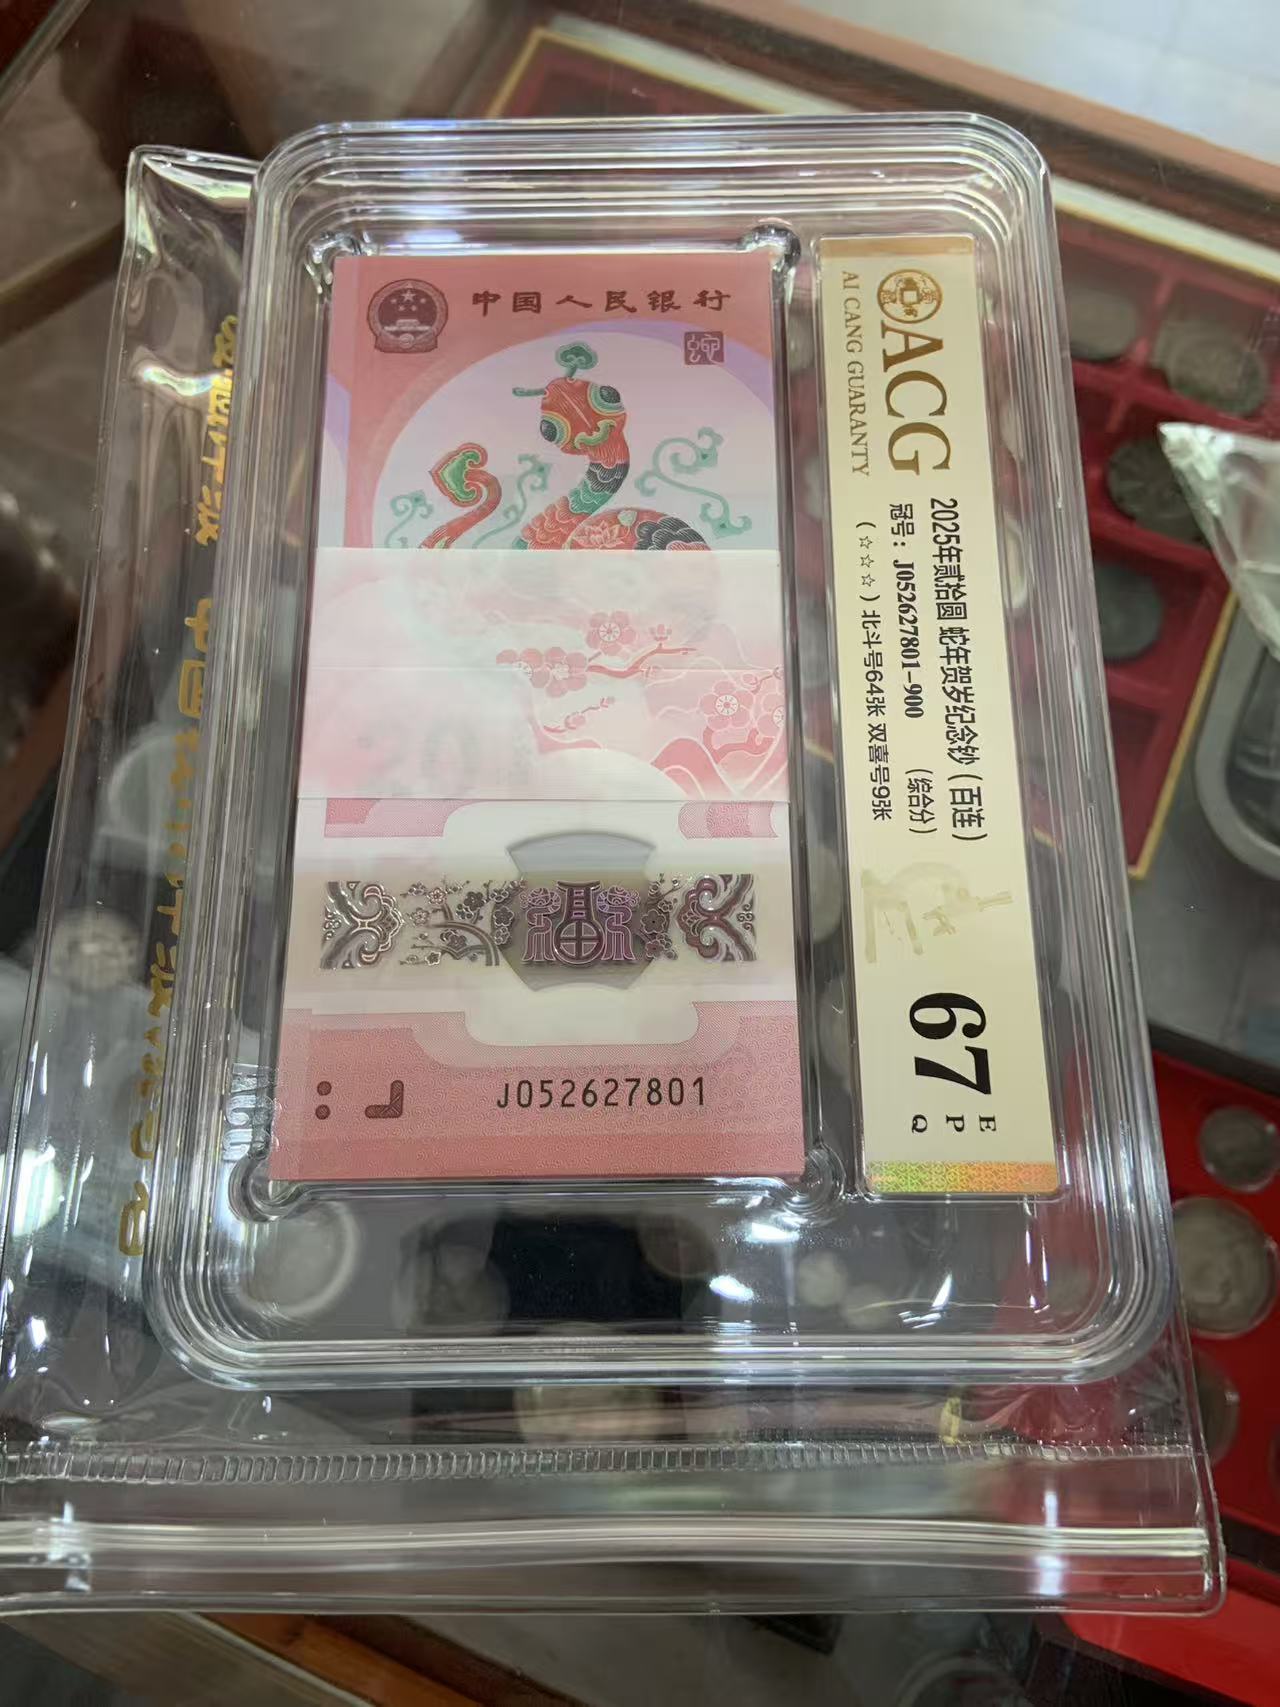 中国人民银行
蛇
J052627801
ACG
AI CANG GUARANTY
2025年贰拾圆 蛇年贺岁纪念钞（百连）
冠号：J052627801-900 （综合分）
（☆☆☆）北斗号64张 双喜号9张
67
E
P
Q